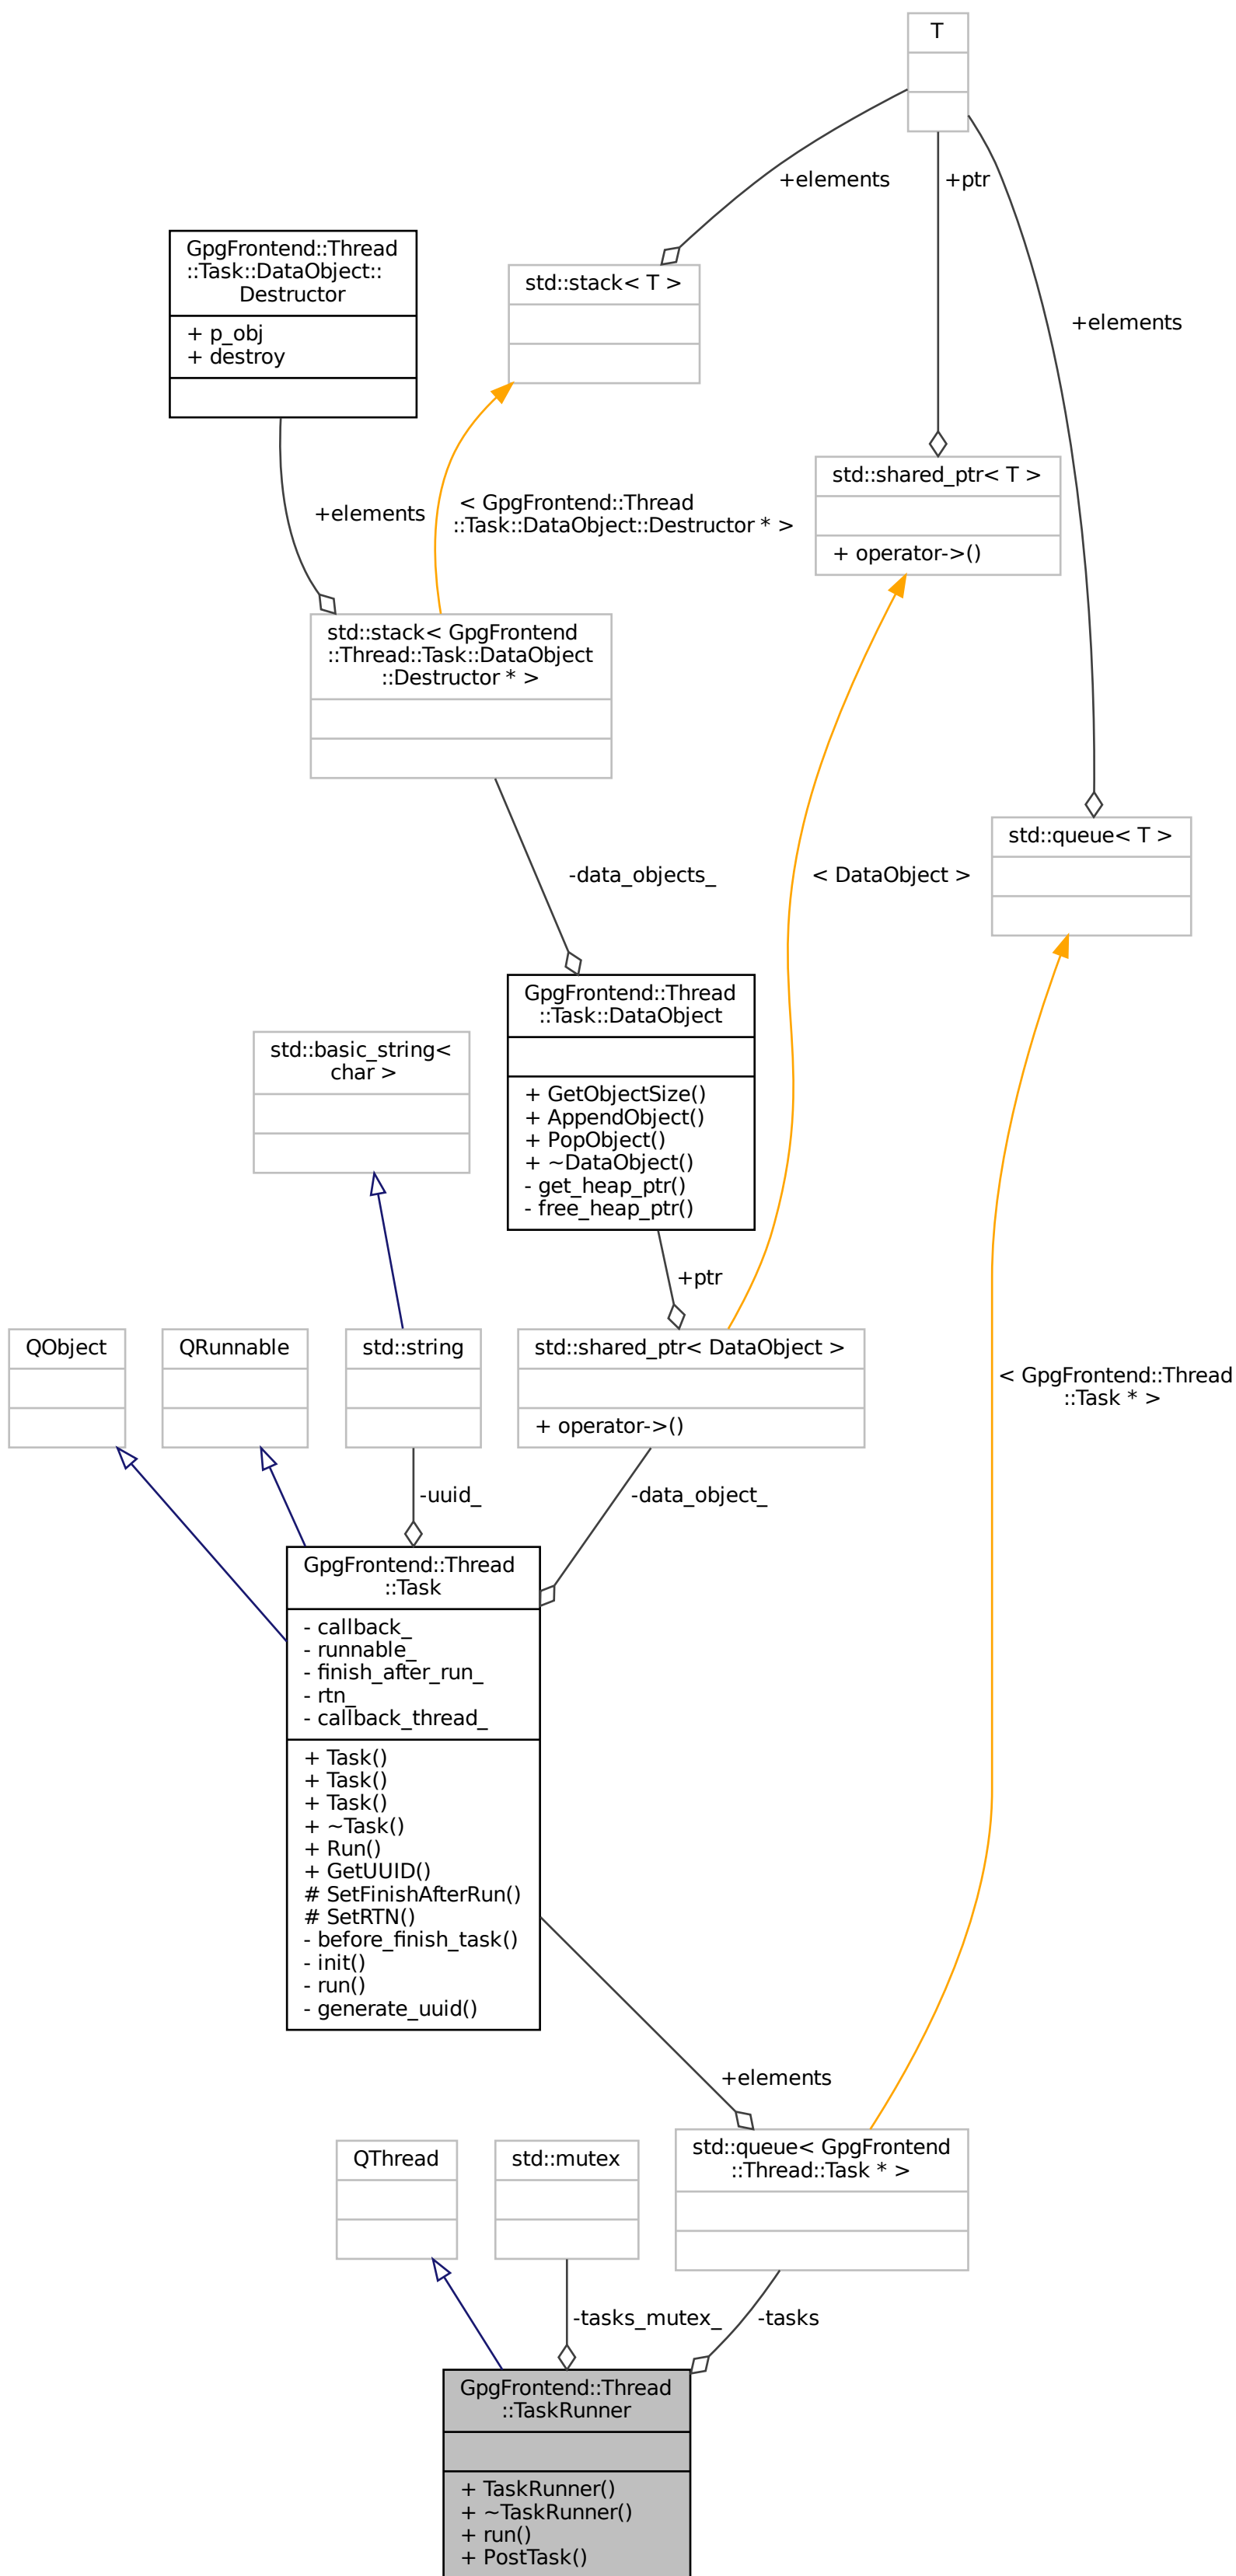 T
+elements
+ptr
GpgFrontend::Thread
::Task::DataObject::
Destructor
+ p_obj
+ destroy
std::stack< T >
+elements
std::shared_ptr< T >
+ operator->()
< GpgFrontend::Thread
::Task::DataObject::Destructor * >
+elements
std::stack< GpgFrontend
::Thread::Task::DataObject
::Destructor * >
std::queue< T >
-data_objects_
< DataObject >
GpgFrontend::Thread
::Task::DataObject
+ GetObjectSize()
+ AppendObject()
+ PopObject()
+ ~DataObject()
- get_heap_ptr()
- free_heap_ptr()
std::basic_string<
char >
+ptr
QObject
QRunnable
std::string
std::shared_ptr< DataObject >
+ operator->()
< GpgFrontend::Thread
::Task * >
-uuid_
-data_object_
GpgFrontend::Thread
::Task
- callback_
- runnable_
- finish_after_run_
- rtn_
- callback_thread_
+ Task()
+ Task()
+ Task()
+ ~Task()
+ Run()
+ GetUUID()
# SetFinishAfterRun()
# SetRTN()
- before_finish_task()
- init()
- run()
- generate_uuid()
+elements
QThread
std::mutex
std::queue< GpgFrontend
::Thread::Task * >
-tasks_mutex_
-tasks
GpgFrontend::Thread
::TaskRunner
+ TaskRunner()
+ ~TaskRunner()
+ run()
+ PostTask()